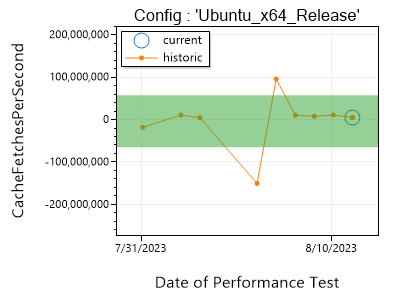 Config : 'Ubuntu_x64_Release'
200,000,000
100,000,000
0
-100,000,000
-200,000,000
CacheFetchesPerSecond
current
historic
7/31/2023
8/10/2023
Date of Performance Test